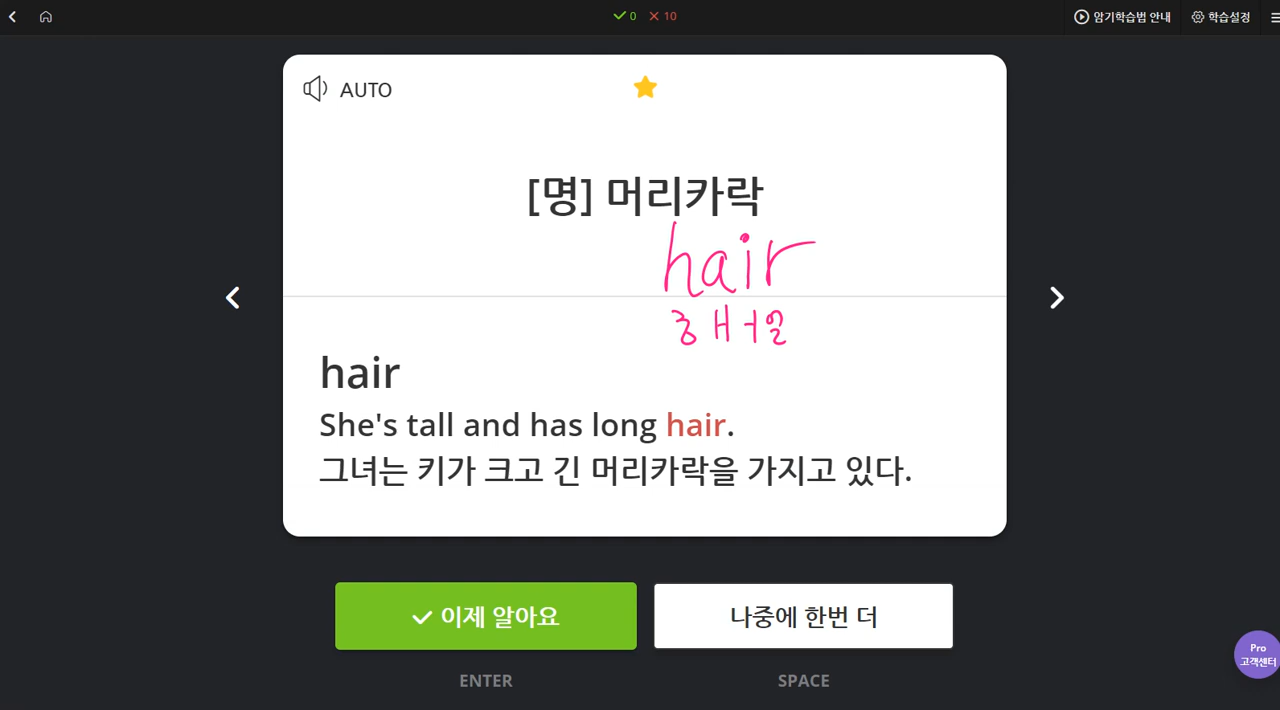 0 10 암기학습법 안내 학습설정
AUTO
[명] 머리카락
hair
hair
She's tall and has long hair.
그녀는 키가 크고 긴 머리카락을 가지고 있다.
이제 알아요 나중에 한번 더
Pro
고객센터
ENTER SPACE